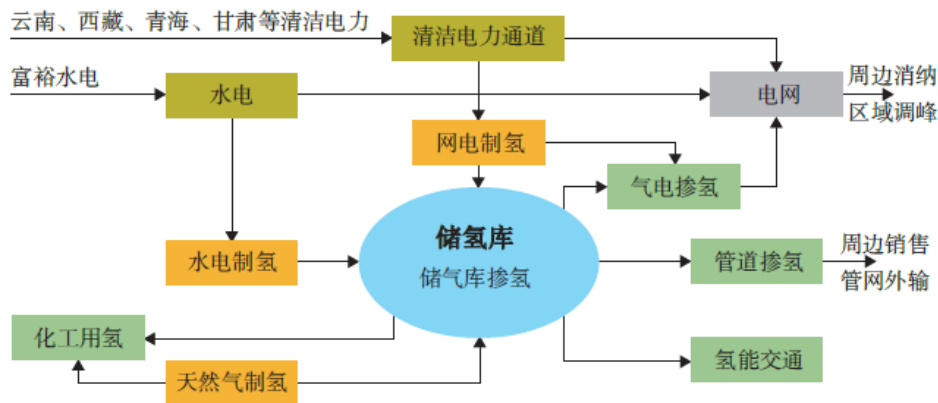 云南、西藏、青海、甘肃等清洁电力
清洁电力通道
富裕水电
水电
电网
周边消纳
区域调峰
网电制氢
气电掺氢
储氢库
储气库掺氢
水电制氢
管道掺氢
周边销售
管网外输
化工用氢
天然气制氢
氢能交通